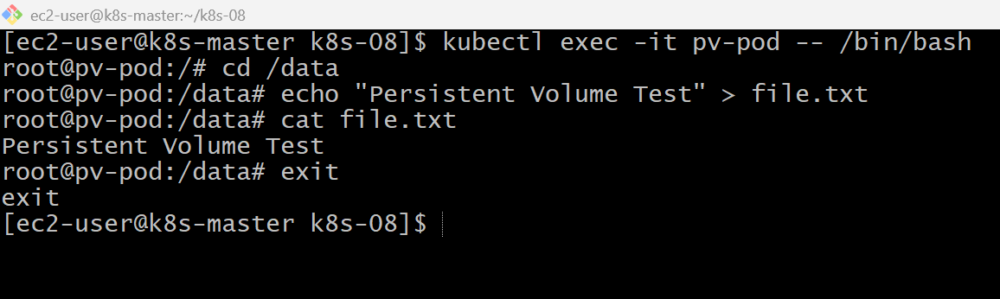 ec2-user@k8s-master:~/k8s-08
[ec2-user@k8s-master k8s-08]$ kubectl exec -it pv-pod -- /bin/bash
root@pv-pod:/# cd /data
root@pv-pod:/data# echo "Persistent Volume Test" > file.txt
root@pv-pod:/data# cat file.txt
Persistent Volume Test
root@pv-pod:/data# exit
exit
[ec2-user@k8s-master k8s-08]$